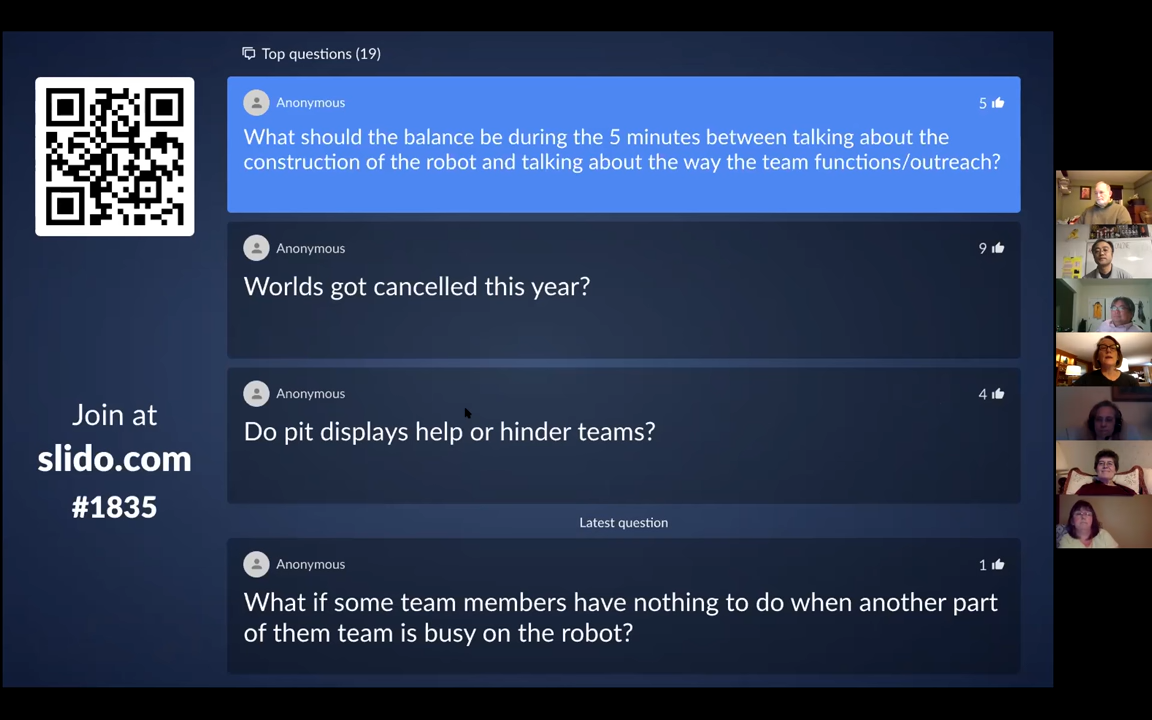 Top questions (19)
Anonymous
5
What should the balance be during the 5 minutes between talking about the
construction of the robot and talking about the way the team functions/outreach?
Anonymous
9
Worlds got cancelled this year?
Anonymous
4
Do pit displays help or hinder teams?
Latest question
Anonymous
1
What if some team members have nothing to do when another part
of them team is busy on the robot?
Join at
slido.com
#1835